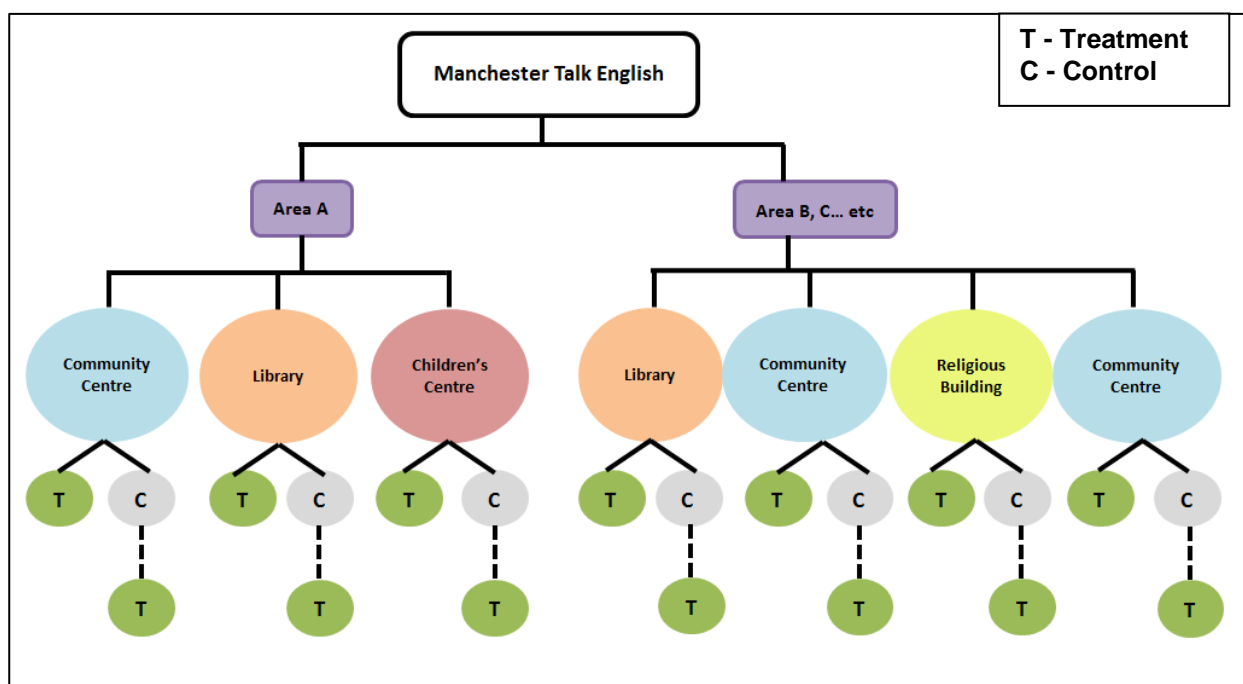 T - Treatment
C - Control
Manchester Talk English
Area A
Area B, C... etc
Community
Centre
Library
Children's
Centre
Library
Community
Centre
Religious
Building
Community
Centre
T C T C T C T C T C T C T C
T T T T T T T